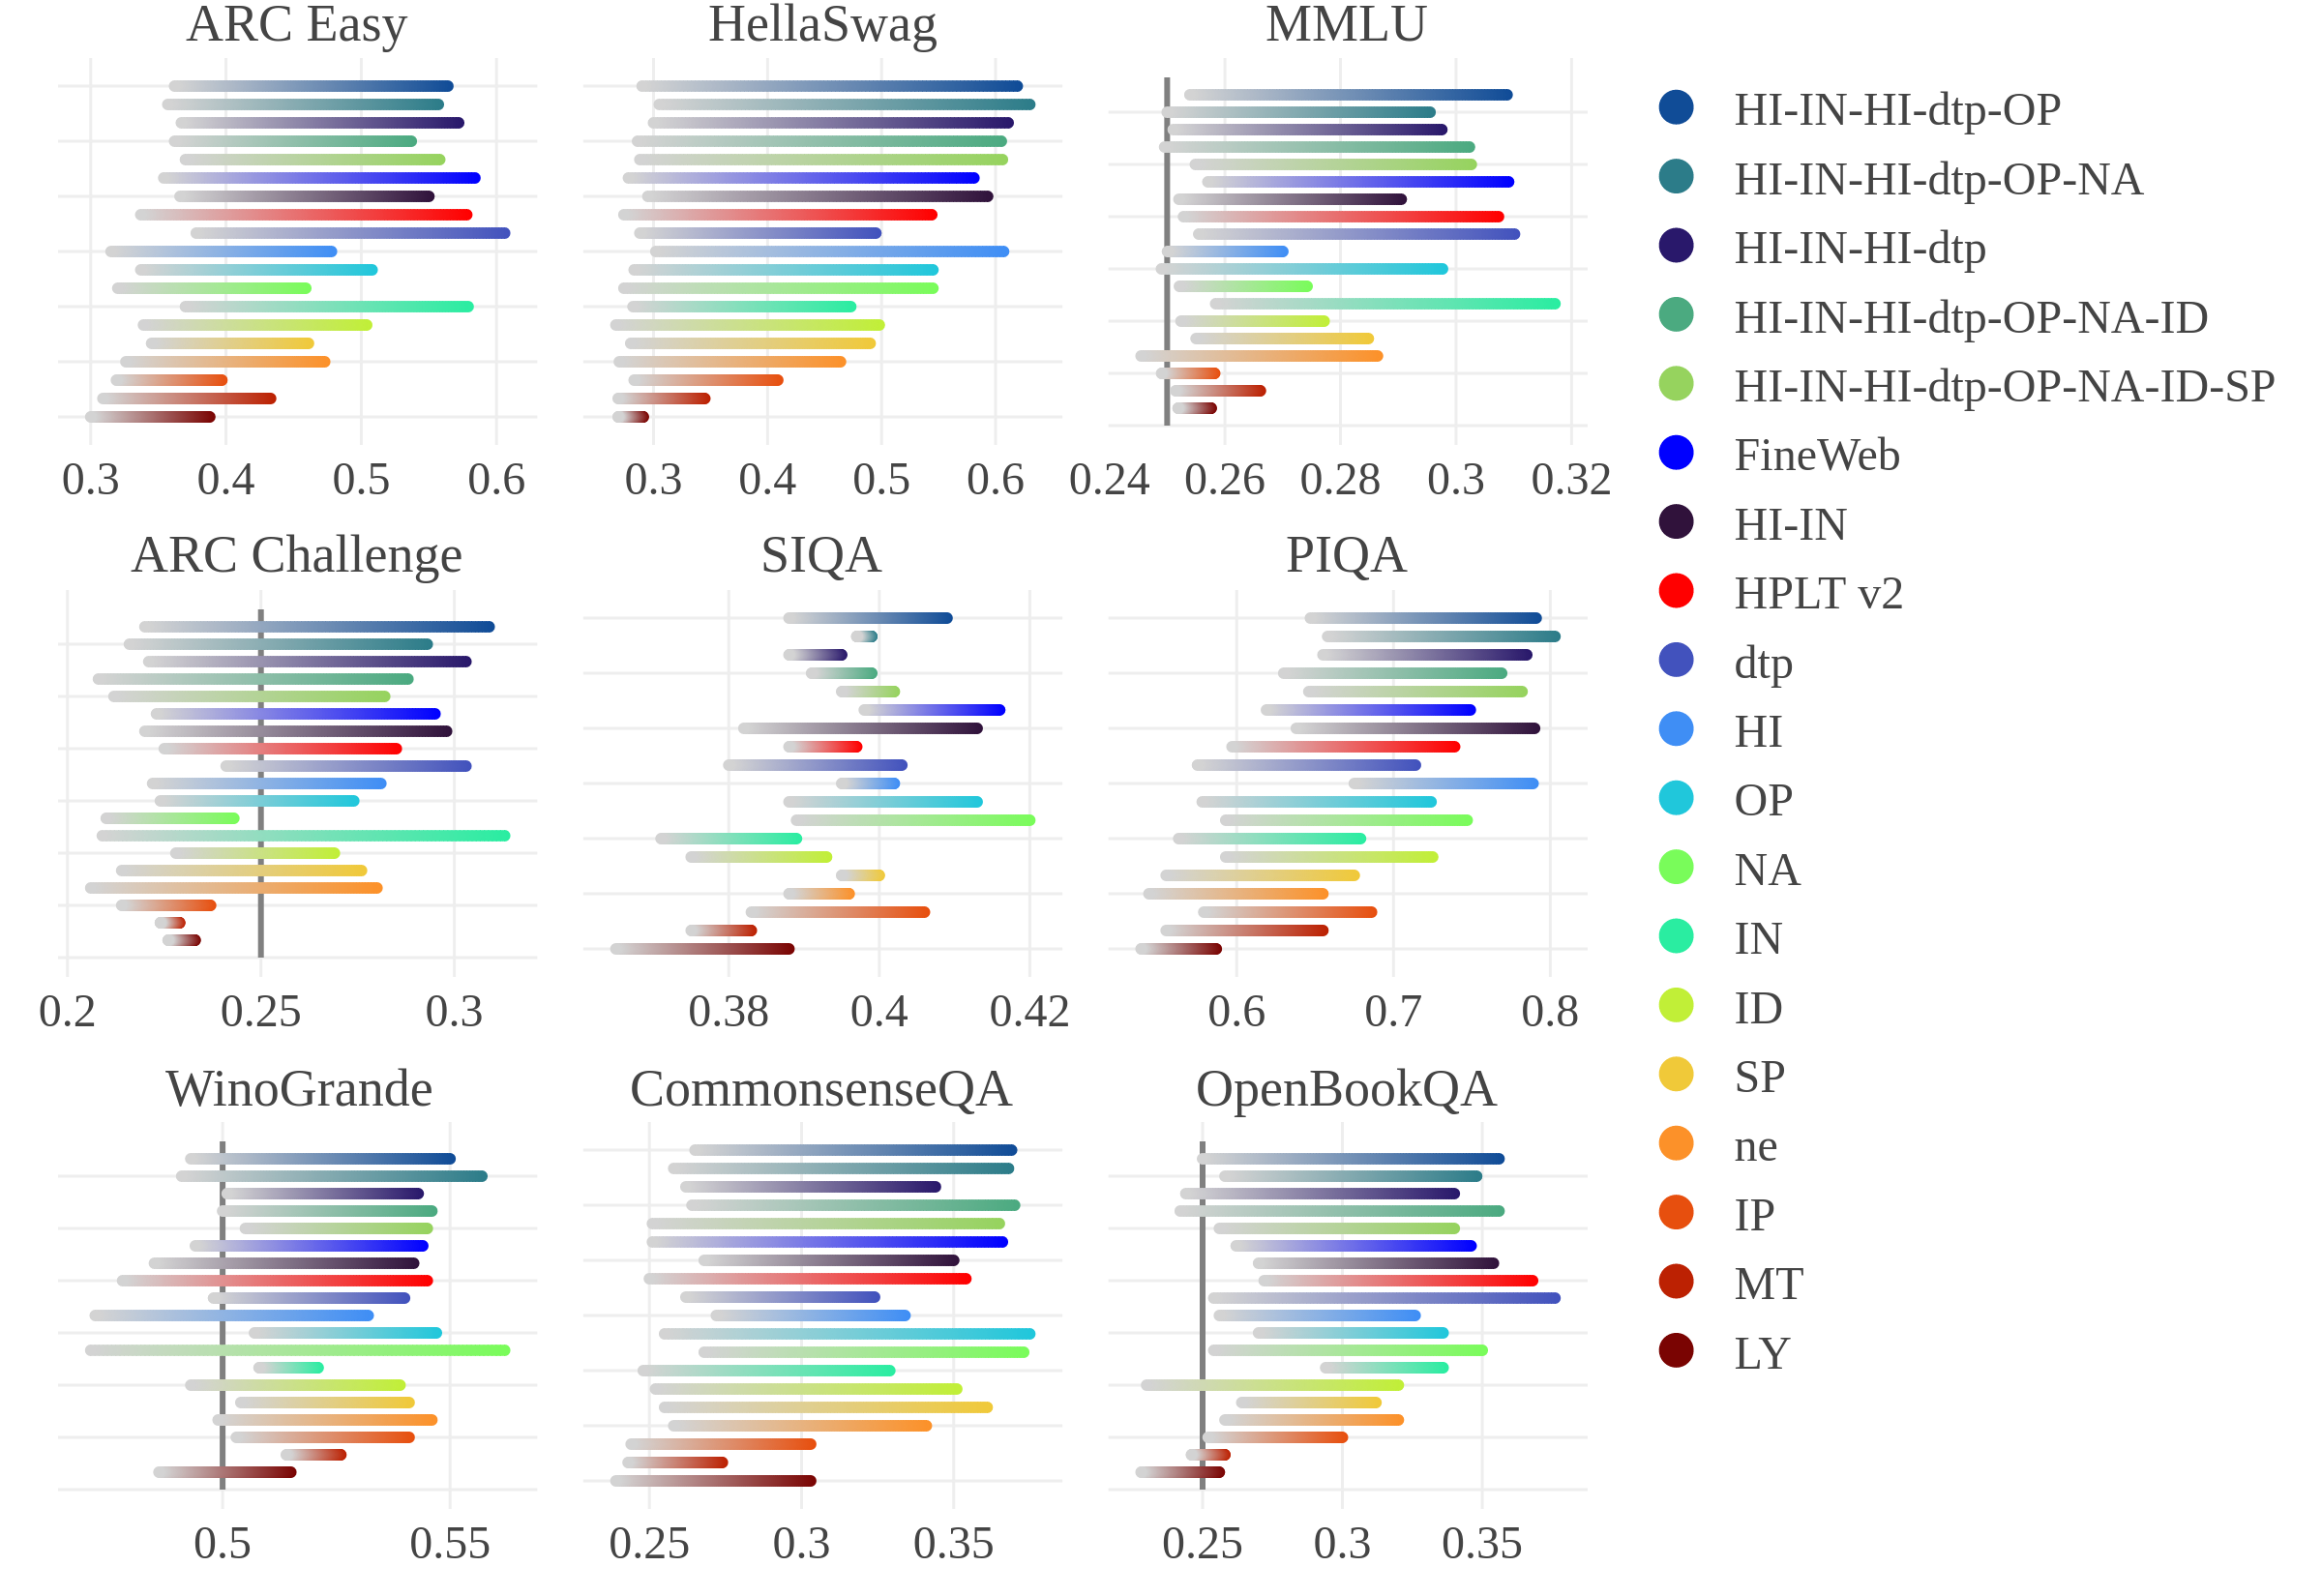 ARC Easy
HellaSwag
MMLU
0.3 0.4 0.5 0.6
0.3 0.4 0.5 0.6
0.24 0.26 0.28 0.3 0.32
ARC Challenge
SIQA
PIQA
0.2 0.25 0.3
0.38 0.4 0.42
0.6 0.7 0.8
WinoGrande
CommonsenseQA
OpenBookQA
0.5 0.55
0.25 0.3 0.35
0.25 0.3 0.35
HI-IN-HI-dtp-OP
HI-IN-HI-dtp-OP-NA
HI-IN-HI-dtp
HI-IN-HI-dtp-OP-NA-ID
HI-IN-HI-dtp-OP-NA-ID-SP
FineWeb
HI-IN
HPLT v2
dtp
HI
OP
NA
IN
ID
SP
ne
IP
MT
LY